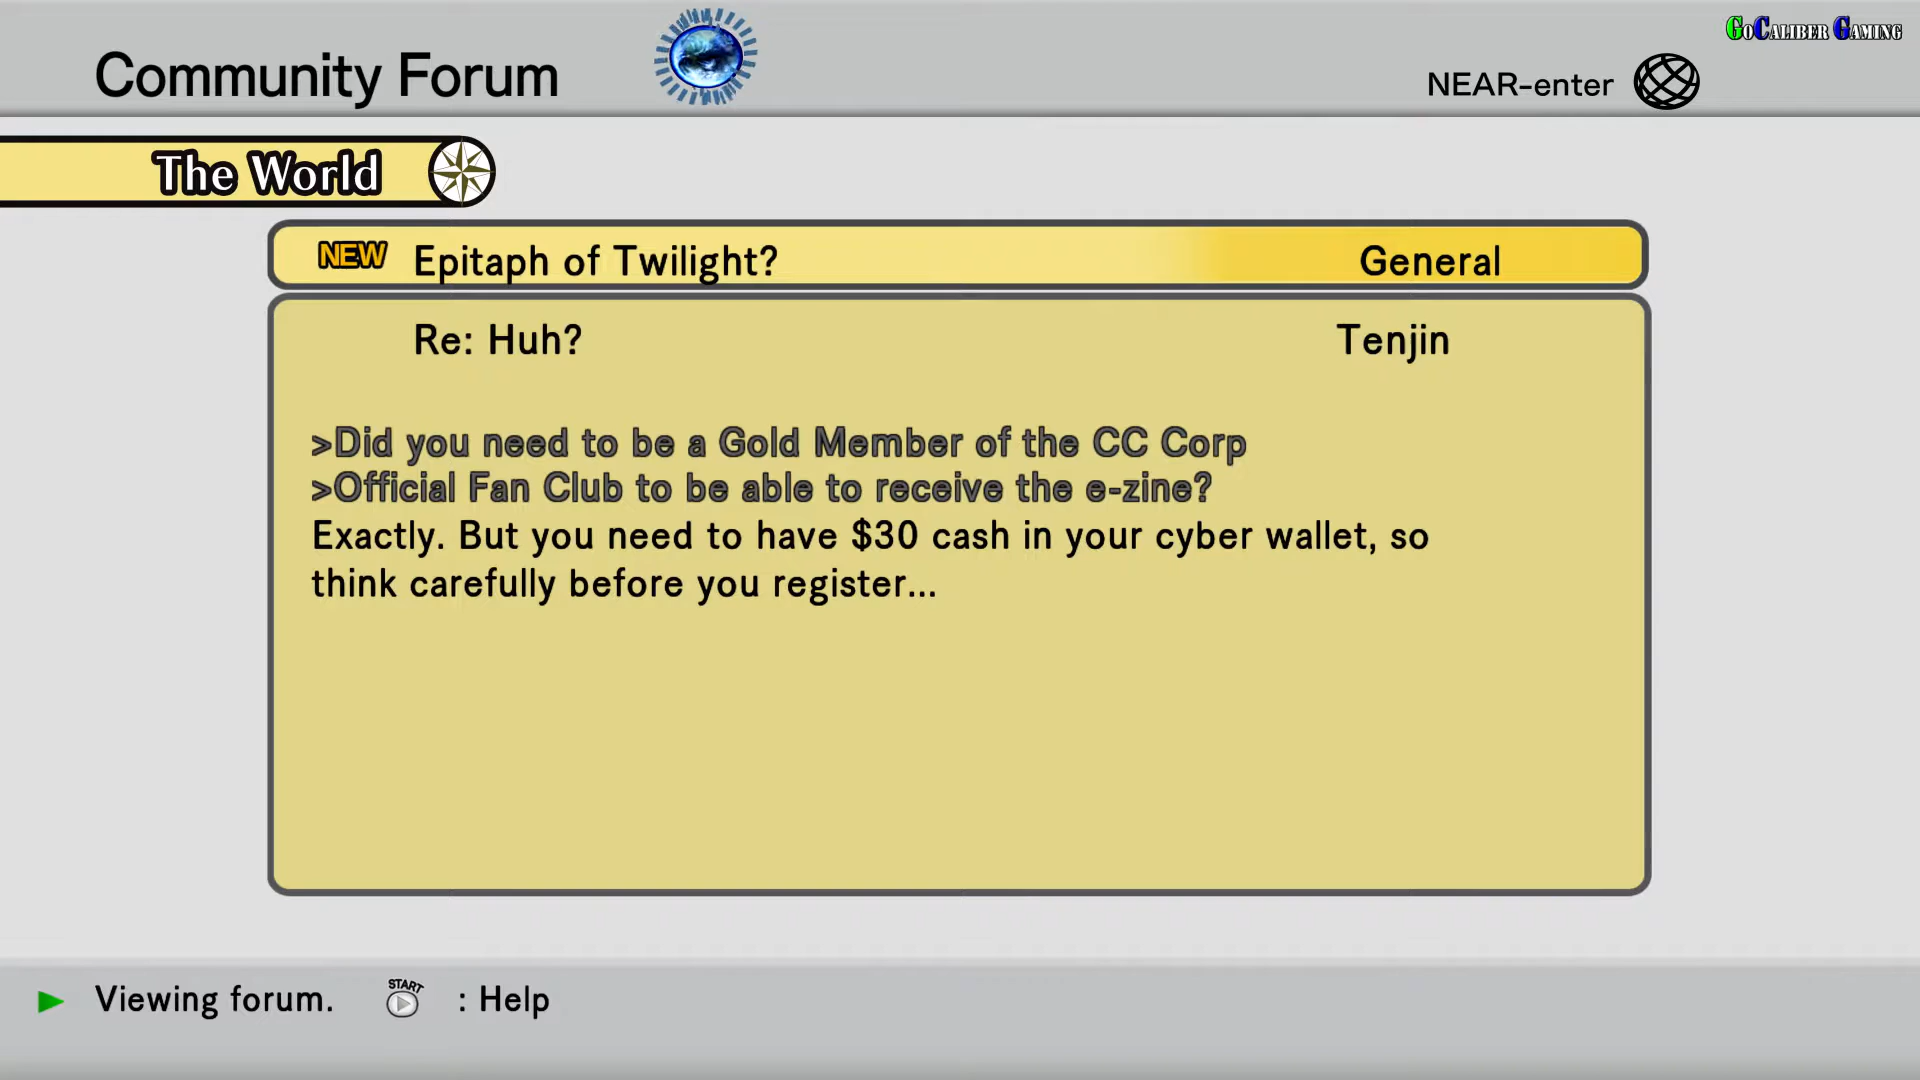 GoCaliber Gaming
Community Forum
NEAR-enter
The World
NEW Epitaph of Twilight? General
Re: Huh? Tenjin
>Did you need to be a Gold Member of the CC Corp
>Official Fan Club to be able to receive the e-zine?
Exactly. But you need to have $30 cash in your cyber wallet, so
think carefully before you register...
Viewing forum. START : Help